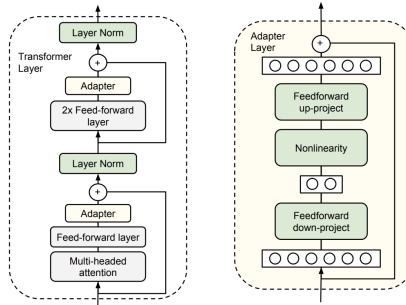 Layer Norm
+
Transformer
Layer
Adapter
2x Feed-forward
layer
Layer Norm
+
Adapter
Feed-forward layer
Multi-headed
attention
Adapter
Layer
+
Feedforward
up-project
Nonlinearity
Feedforward
down-project